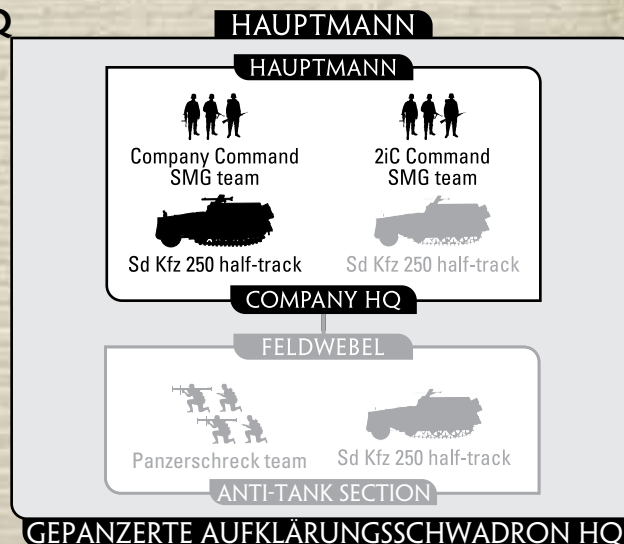 Q
HAUPTMANN
HAUPTMANN
Company Command
SMG team
2iC Command
SMG team
Sd Kfz 250 half-track
Sd Kfz 250 half-track
COMPANY HQ
FELDWEBEL
Panzerschreck team
Sd Kfz 250 half-track
ANTI-TANK SECTION
GEPANZERTE AUFKLÄRUNGSSCHWADRON HQ